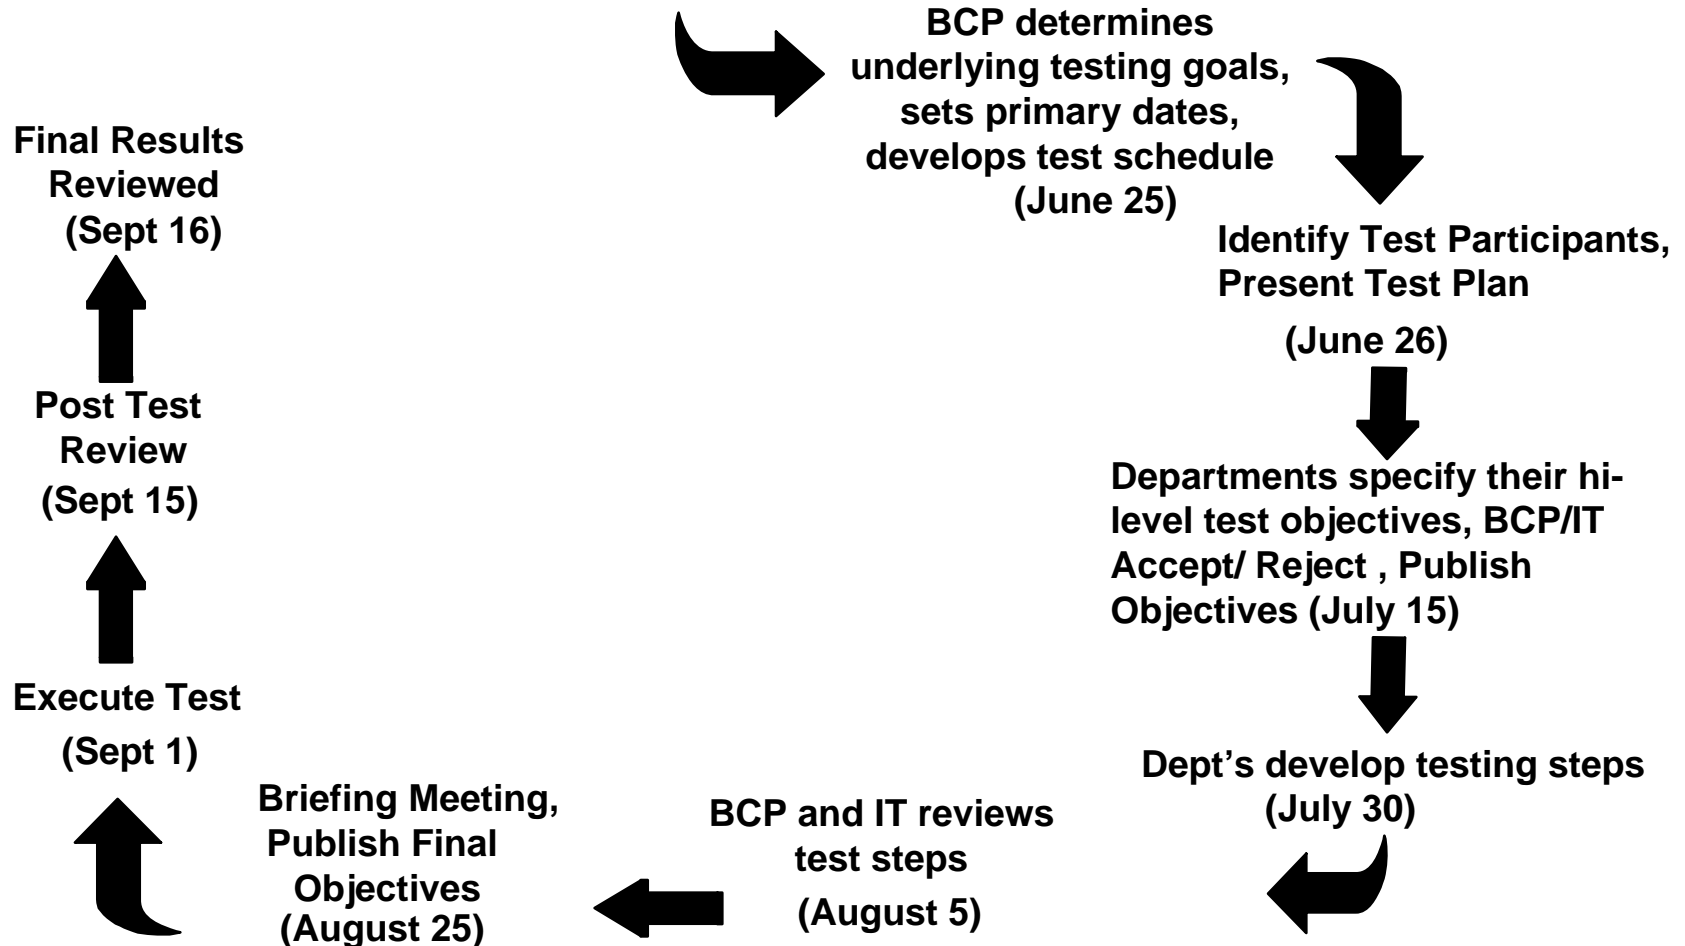 BCP determines
underlying testing goals,
sets primary dates,
develops test schedule
(June 25)
Identify Test Participants,
Present Test Plan
(June 26)
Departments specify their hi-
level test objectives, BCP/IT
Accept/ Reject , Publish
Objectives (July 15)
Dept’s develop testing steps
(July 30)
BCP and IT reviews
test steps
(August 5)
Briefing Meeting,
Publish Final
Objectives
(August 25)
Execute Test
(Sept 1)
Post Test
Review
(Sept 15)
Final Results
Reviewed
(Sept 16)